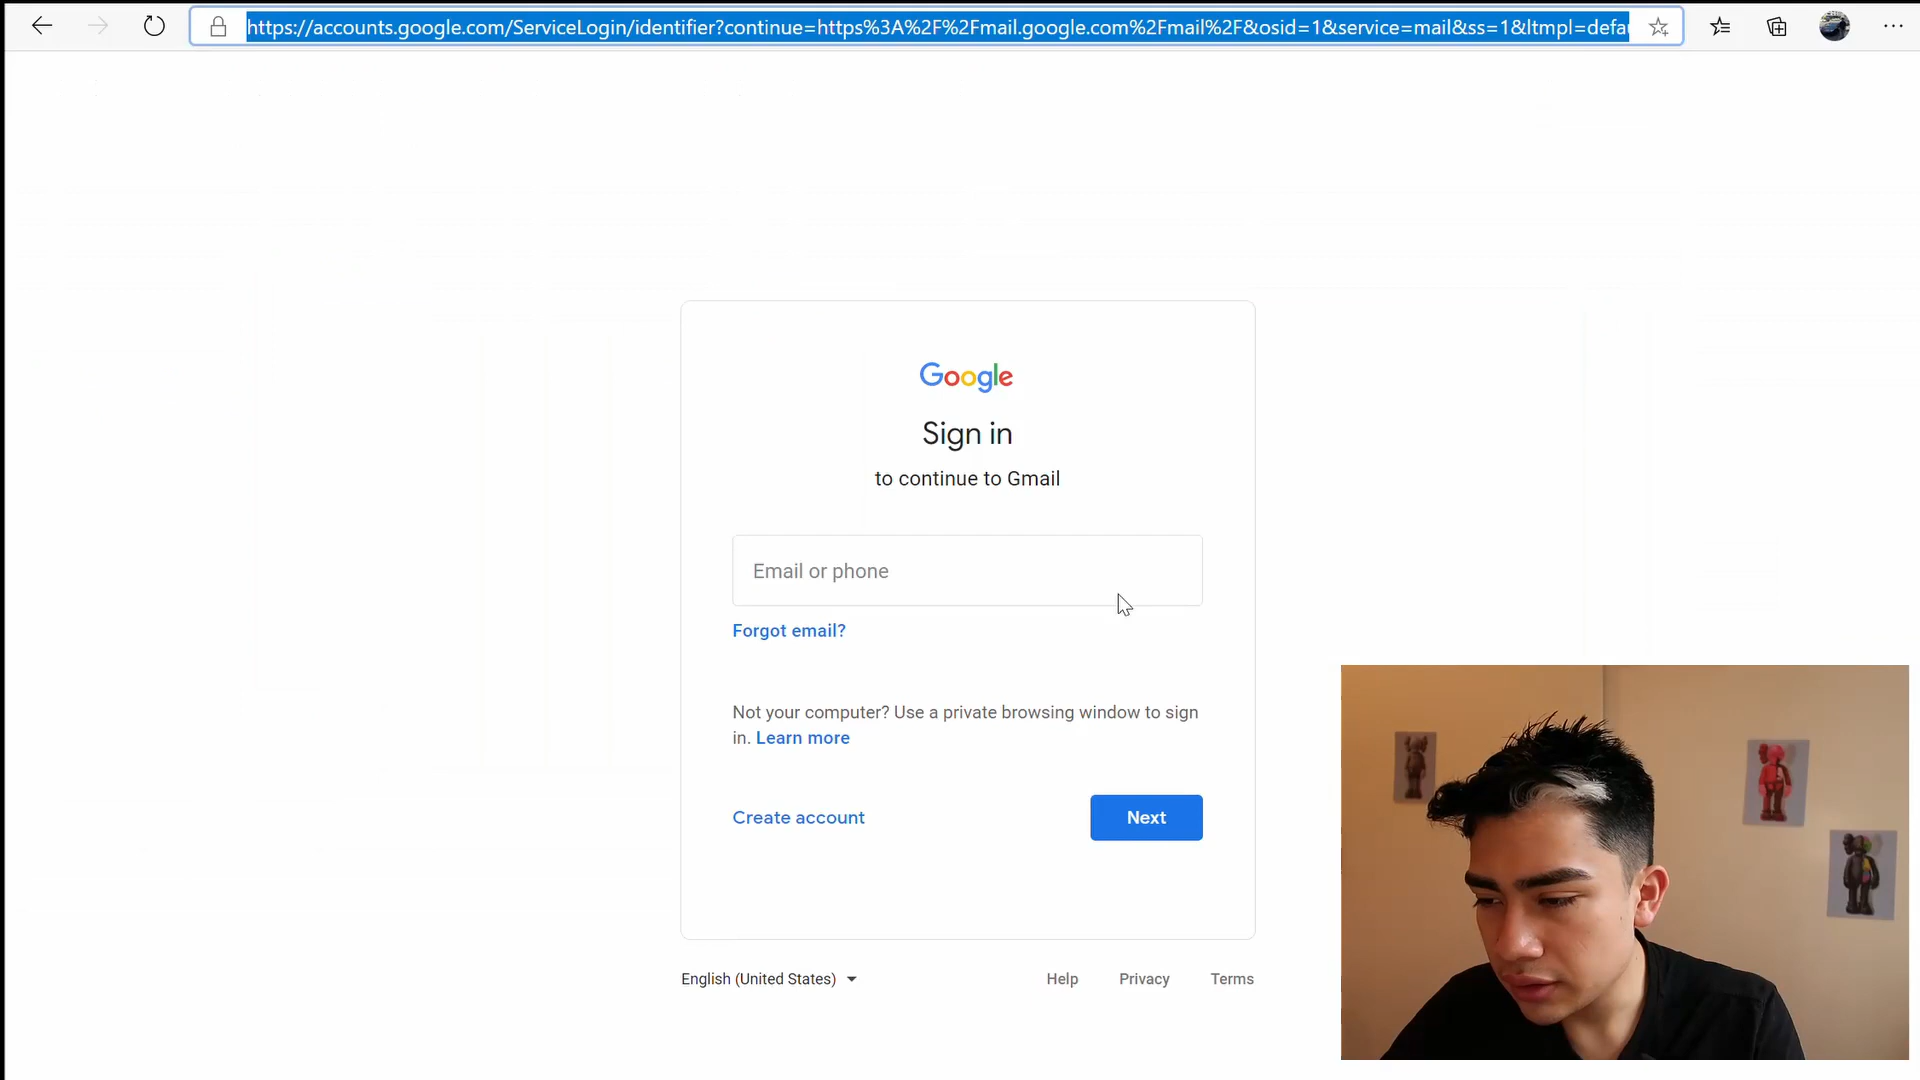 https://accounts.google.com/ServiceLogin/identifier?continue=https%3A%2F%2Fmail.google.com%2Fmail%2F&osid=1&service=mail&ss=1&ltmpl=defau
Google
Sign in
to continue to Gmail
Email or phone
Forgot email?
Not your computer? Use a private browsing window to sign
in. Learn more
Create account
Next
English (United States)
Help
Privacy
Terms